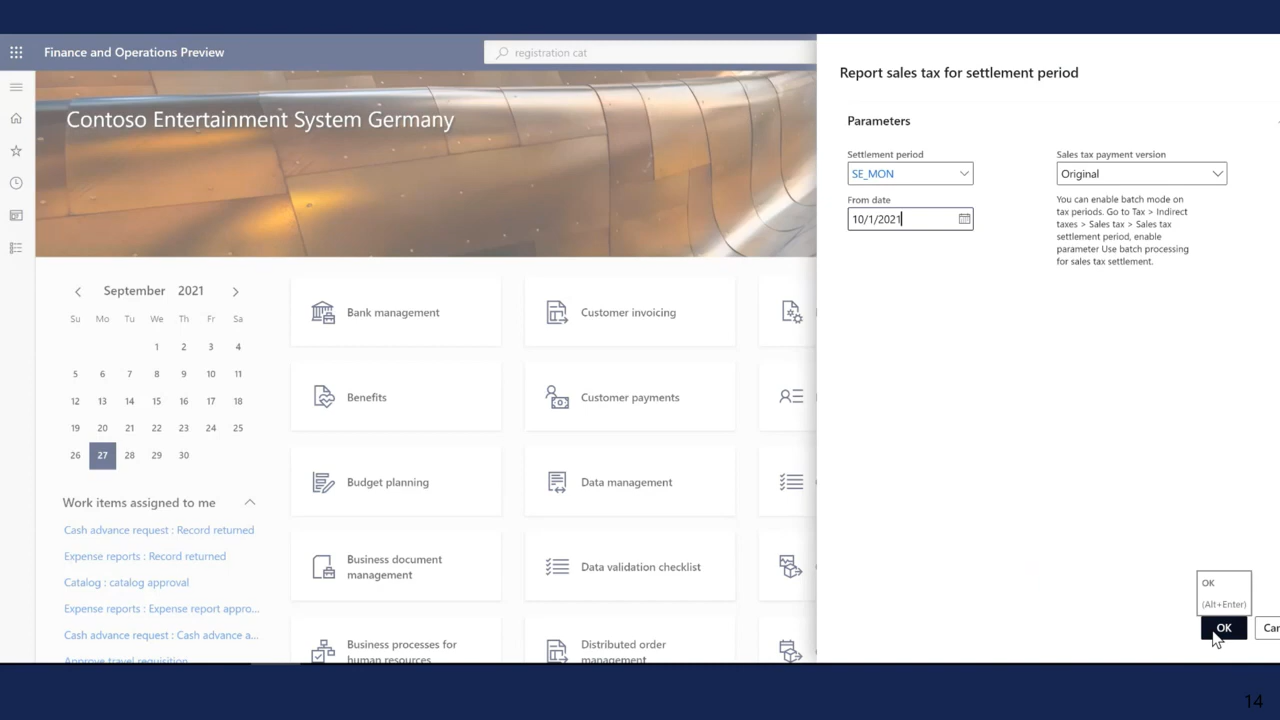 Finance and Operations Preview
registration cat
Contoso Entertainment System Germany
September 2021
Su Mo Tu We Th Fr Sa
1 2 3 4
5 6 7 8 9 10 11
12 13 14 15 16 17 18
19 20 21 22 23 24 25
26 27 28 29 30
Work items assigned to me
Cash advance request : Record returned
Expense reports : Record returned
Catalog : catalog approval
Expense reports : Expense report appro...
Cash advance request : Cash advance a...
Approve travel requisition
Bank management
Customer invoicing
Benefits
Customer payments
Budget planning
Data management
Business document
management
Data validation checklist
Business processes for
human resources
Distributed order
management
Report sales tax for settlement period
Parameters
Settlement period
SE_MON
From date
10/1/2021
Sales tax payment version
Original
You can enable batch mode on
tax periods. Go to Tax > Indirect
taxes > Sales tax > Sales tax
settlement period, enable
parameter Use batch processing
for sales tax settlement.
OK
(Alt+Enter)
OK
Can
14